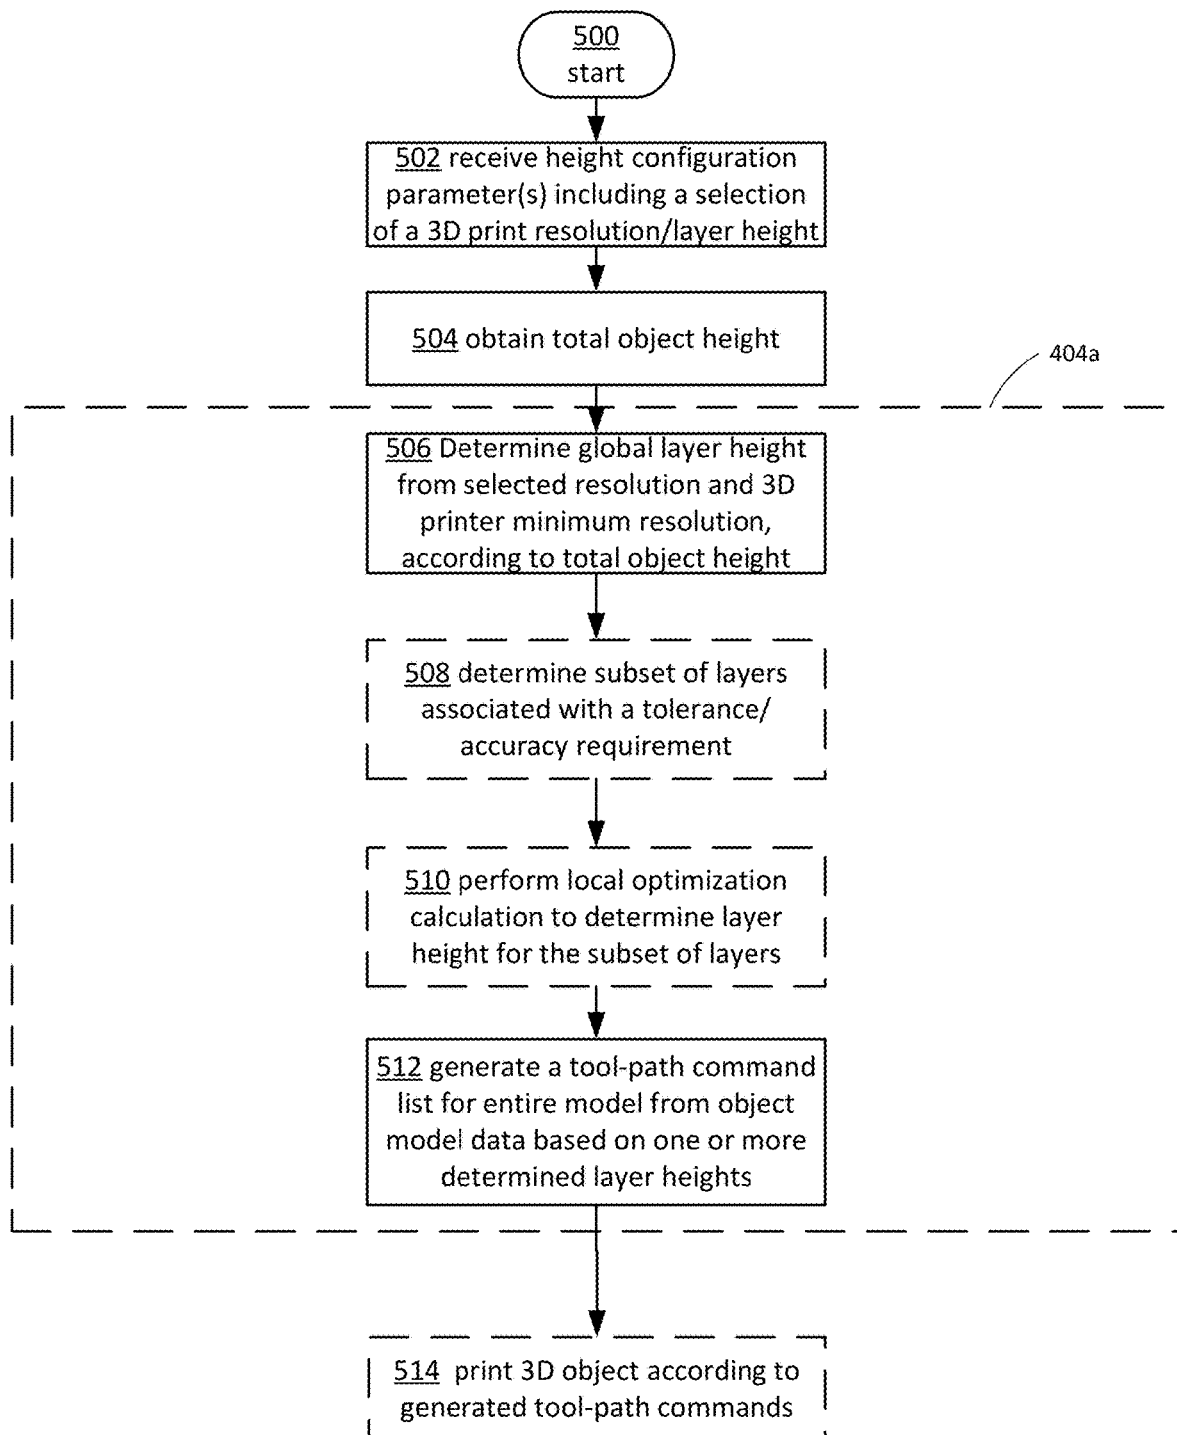 500
start
502 receive height configuration
parameter(s) including a selection
of a 3D print resolution/layer height
504 obtain total object height
404a
506 Determine global layer height
from selected resolution and 3D
printer minimum resolution,
according to total object height
508 determine subset of layers
associated with a tolerance/
accuracy requirement
510 perform local optimization
calculation to determine layer
height for the subset of layers
512 generate a tool-path command
list for entire model from object
model data based on one or more
determined layer heights
514 print 3D object according to
generated tool-path commands